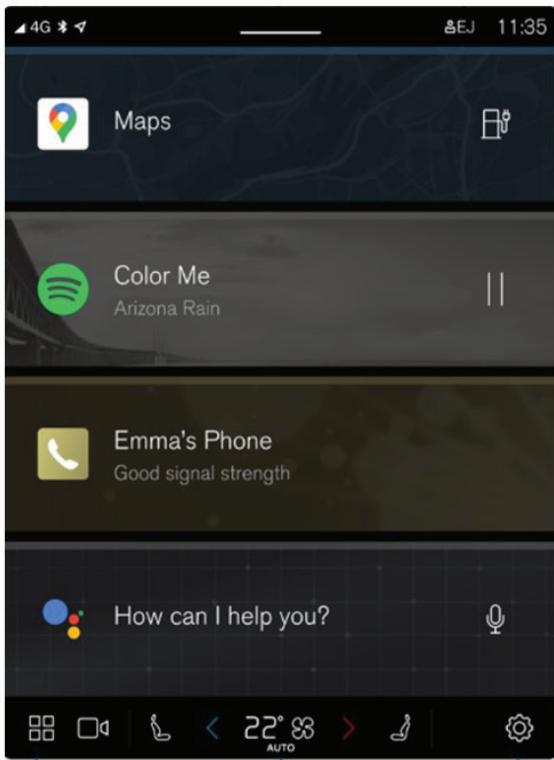 4G EJ 11:35
Maps
Color Me
Arizona Rain
Emma's Phone
Good signal strength
How can I help you?
22°
AUTO